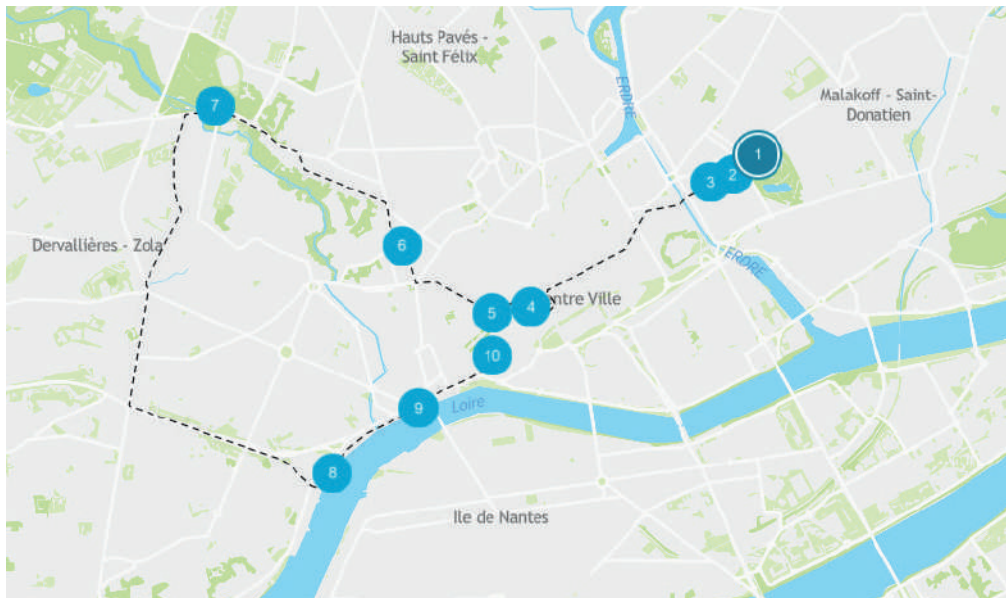 Hauts Pavés -
Saint Félix
ERDRE
Malakoff - Saint-
Donatien
7
1
2
3
Dervallières - Zola
6
ERDRE
4
entre Ville
5
10
9
Loire
8
Ile de Nantes